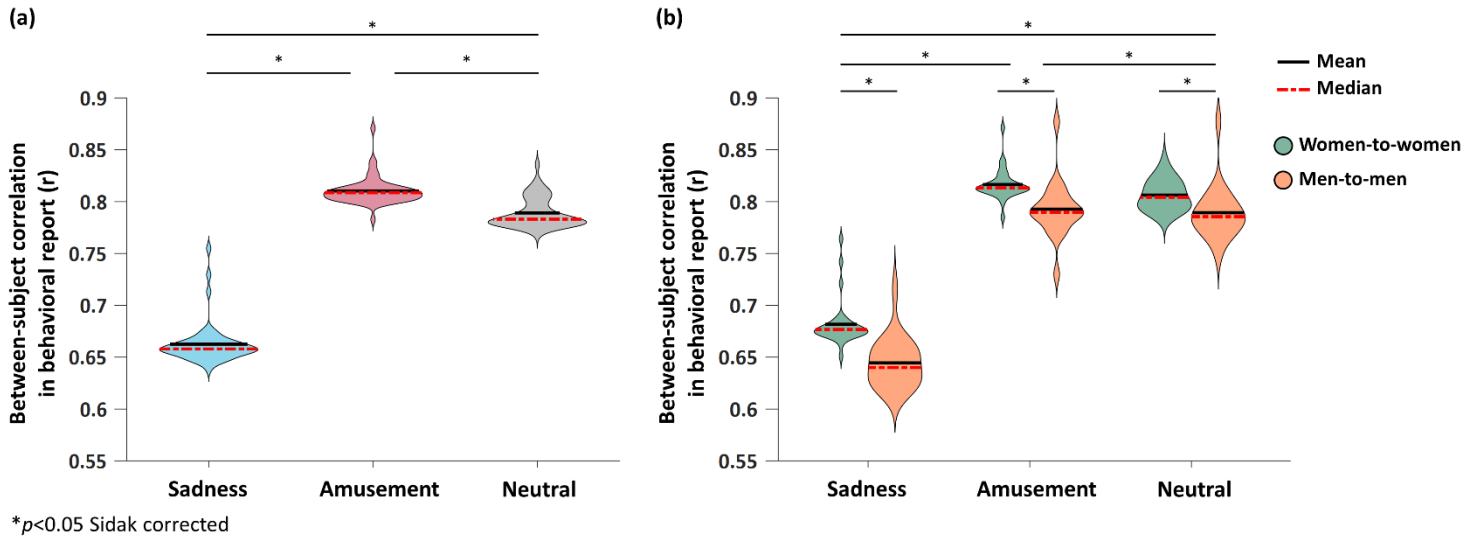 (a)
*
*
*
Between-subject correlation
in behavioral report (r)
0.9
0.85
0.8
0.75
0.7
0.65
0.6
0.55
Sadness
Amusement
Neutral
*p<0.05 Sidak corrected
(b)
*
*
*
*
*
*
Between-subject correlation
in behavioral report (r)
0.9
0.85
0.8
0.75
0.7
0.65
0.6
0.55
Sadness
Amusement
Neutral
Mean
Median
Women-to-women
Men-to-men